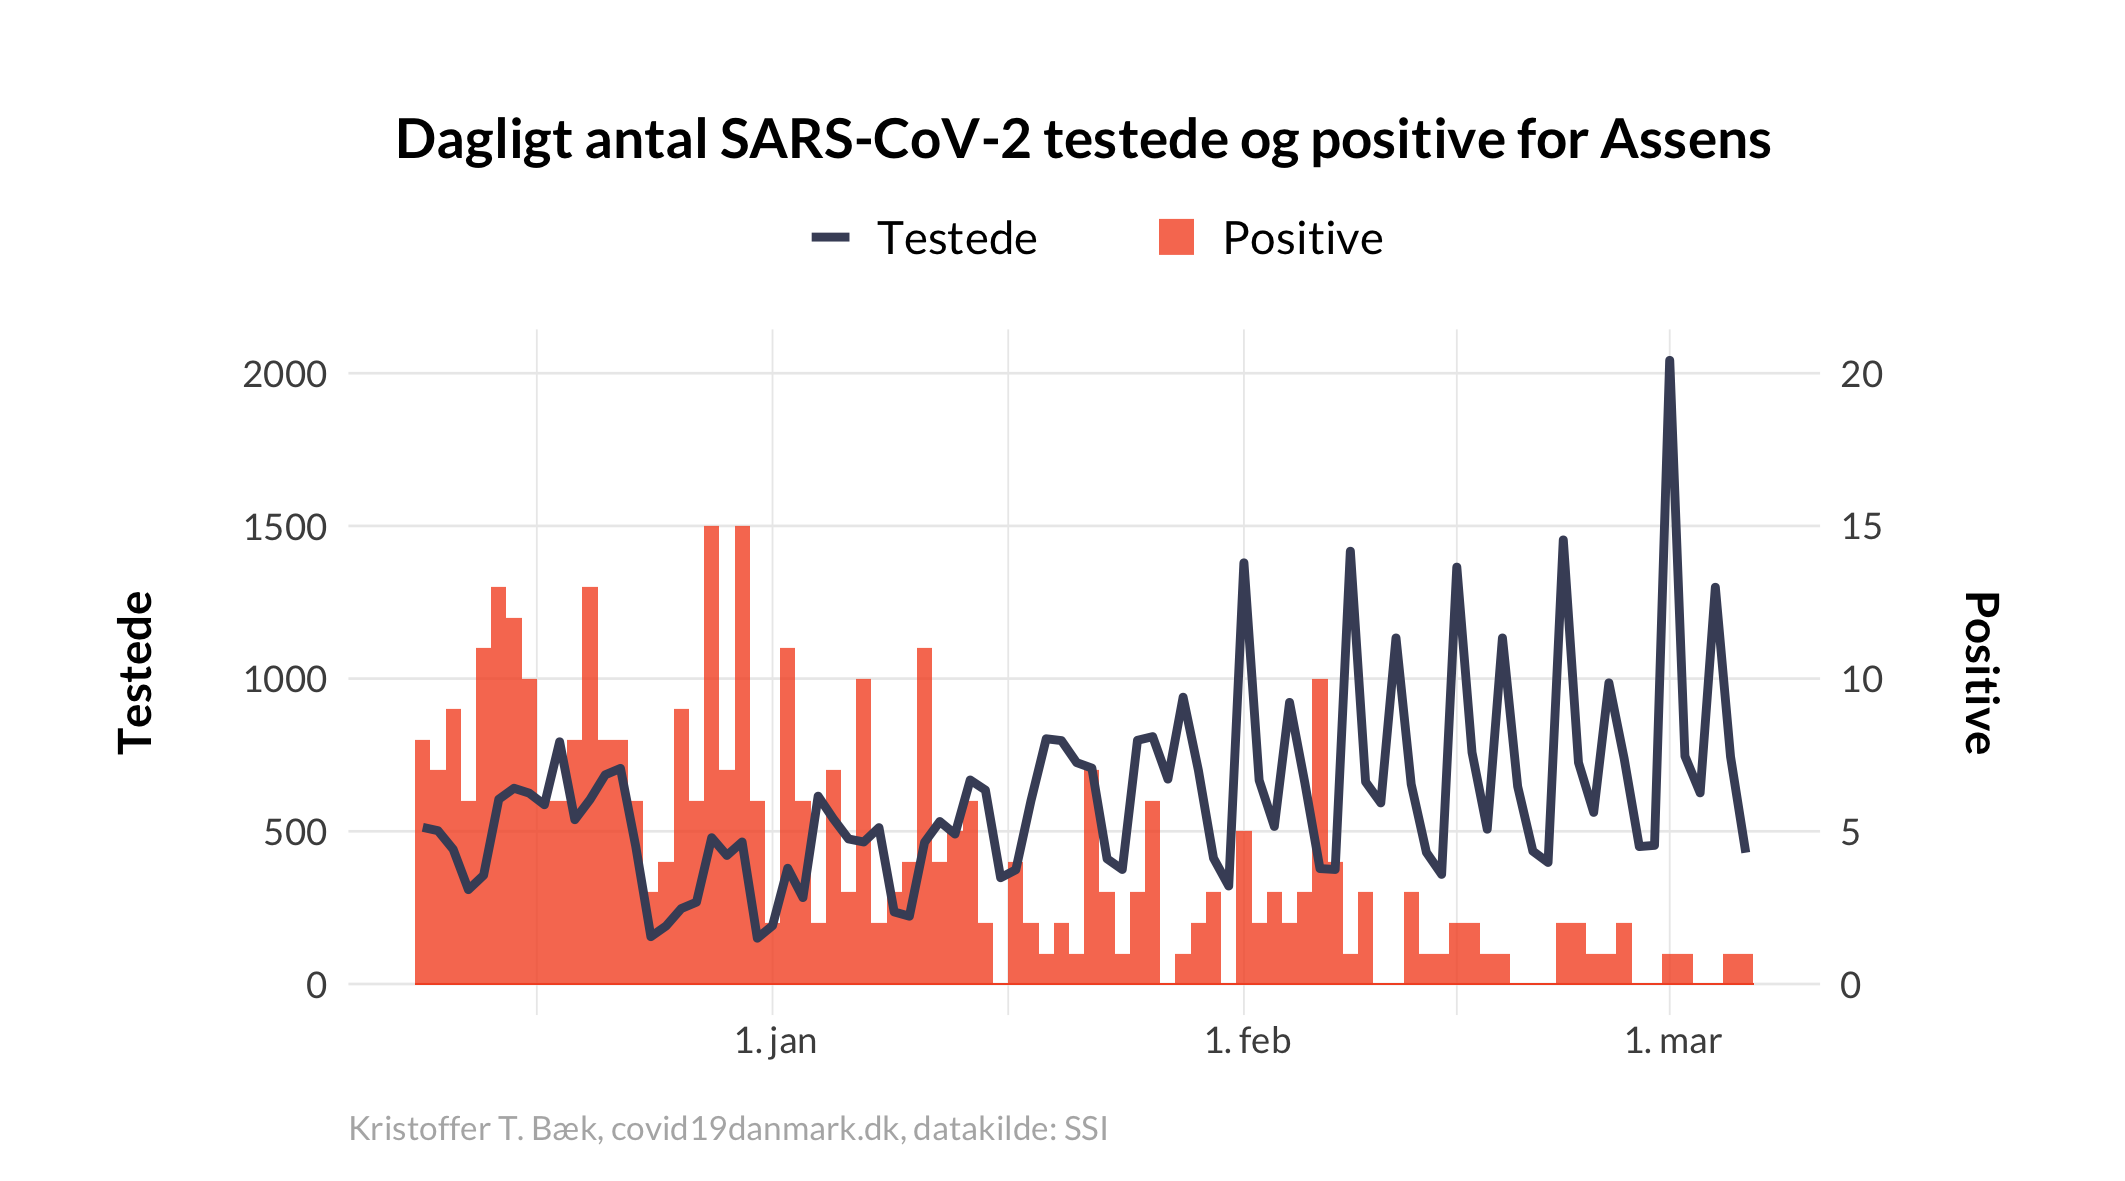 Dagligt antal SARS-CoV-2 testede og positive for Assens
Testede Positive
2000 20
1500 15
1000 10
500 5
0 0
Testede
Positive
1. jan 1. feb 1. mar
Kristoffer T. Bæk, covid19danmark.dk, datakilde: SSI